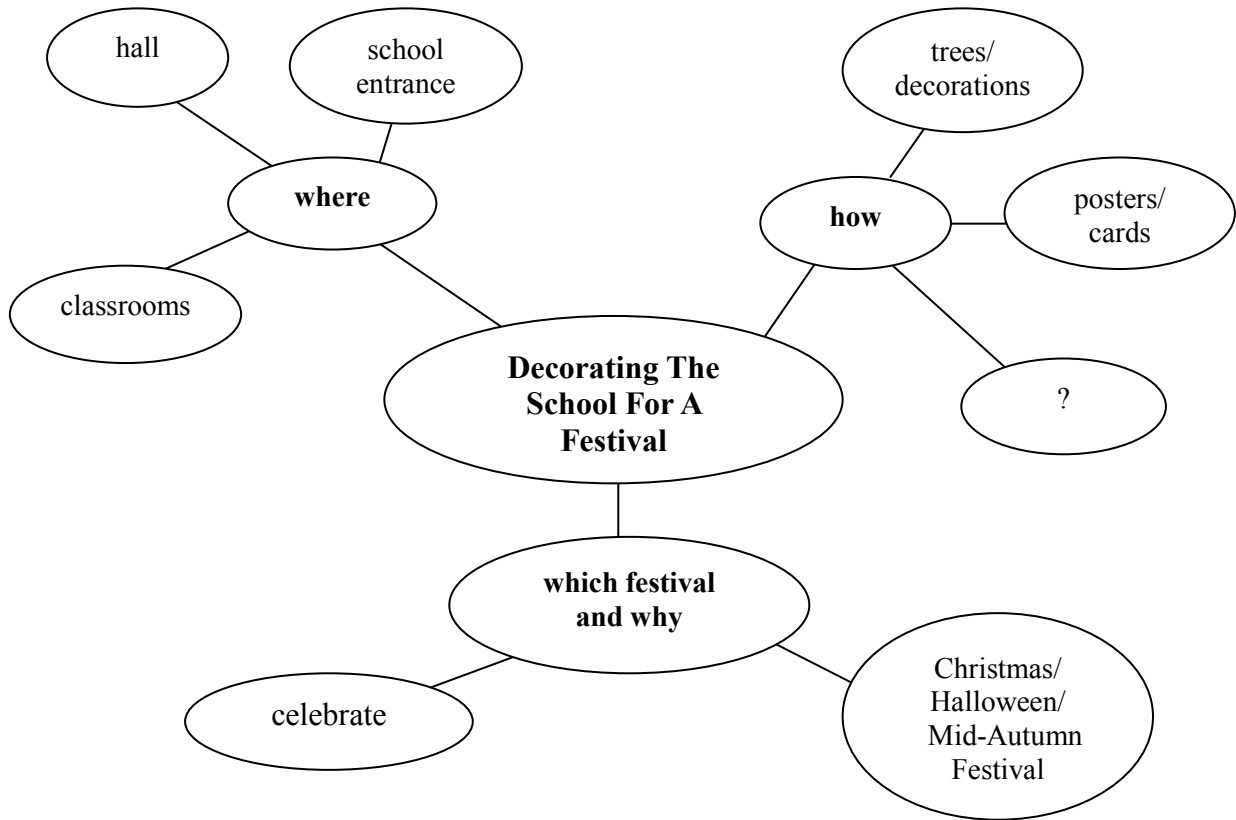 hall
school
entrance
where
classrooms
trees/
decorations
how
posters/
cards
?
Decorating The
School For A
Festival
which festival
and why
celebrate
Christmas/
Halloween/
Mid-Autumn
Festival